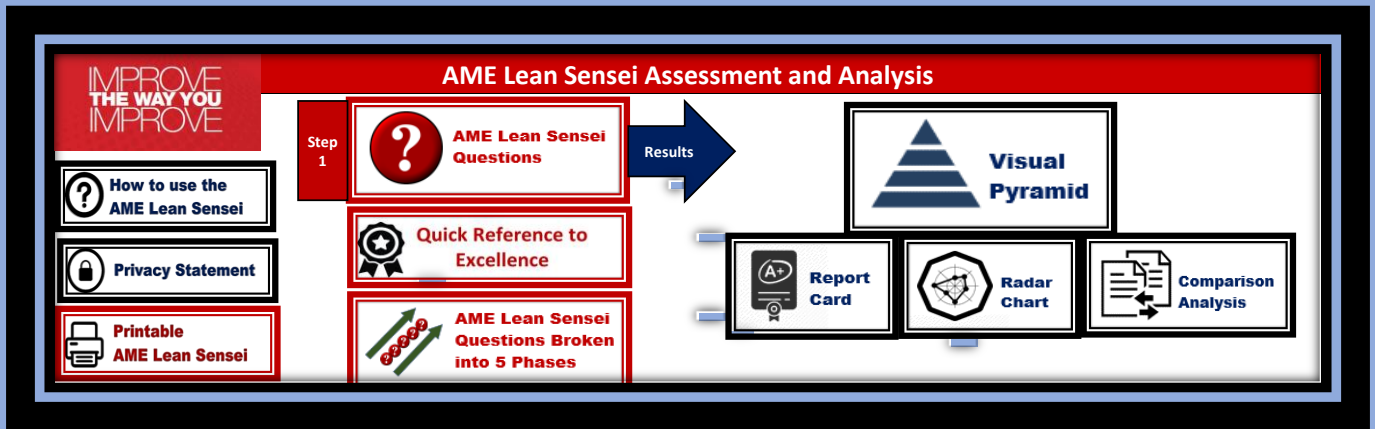 AME Lean Sensei Assessment and Analysis
IMPROVE
THE WAY YOU
IMPROVE
How to use the
AME Lean Sensei
Privacy Statement
Printable
AME Lean Sensei
Step
1
?
AME Lean Sensei
Questions
Quick Reference to
Excellence
AME Lean Sensei
Questions Broken
into 5 Phases
Results
Visual
Pyramid
A+
Report
Card
Radar
Chart
Comparison
Analysis